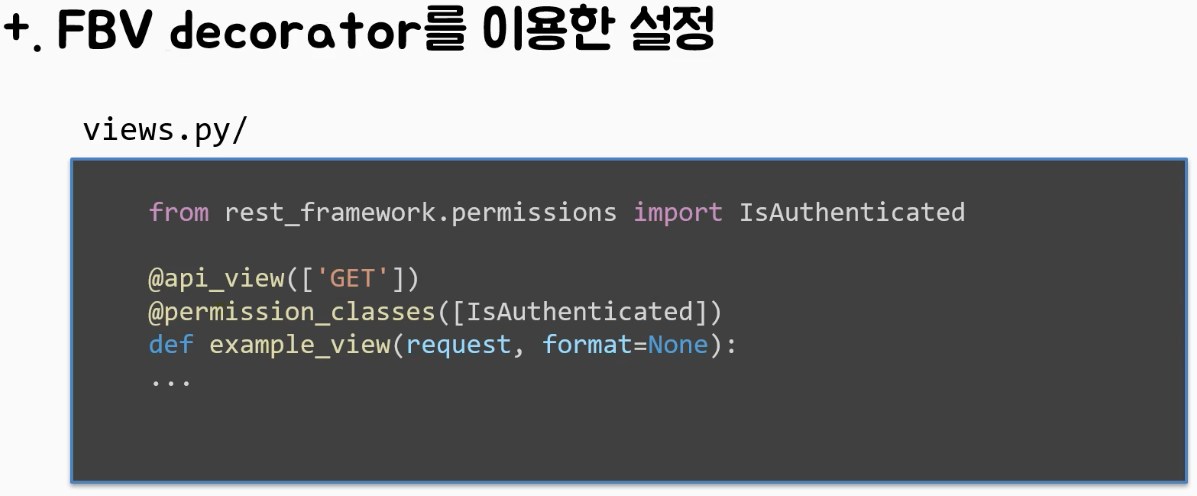 +. FBV decorator를 이용한 설정
views.py/
from rest_framework.permissions import IsAuthenticated
@api_view(['GET'])
@permission_classes([IsAuthenticated])
def example_view(request, format=None):
...